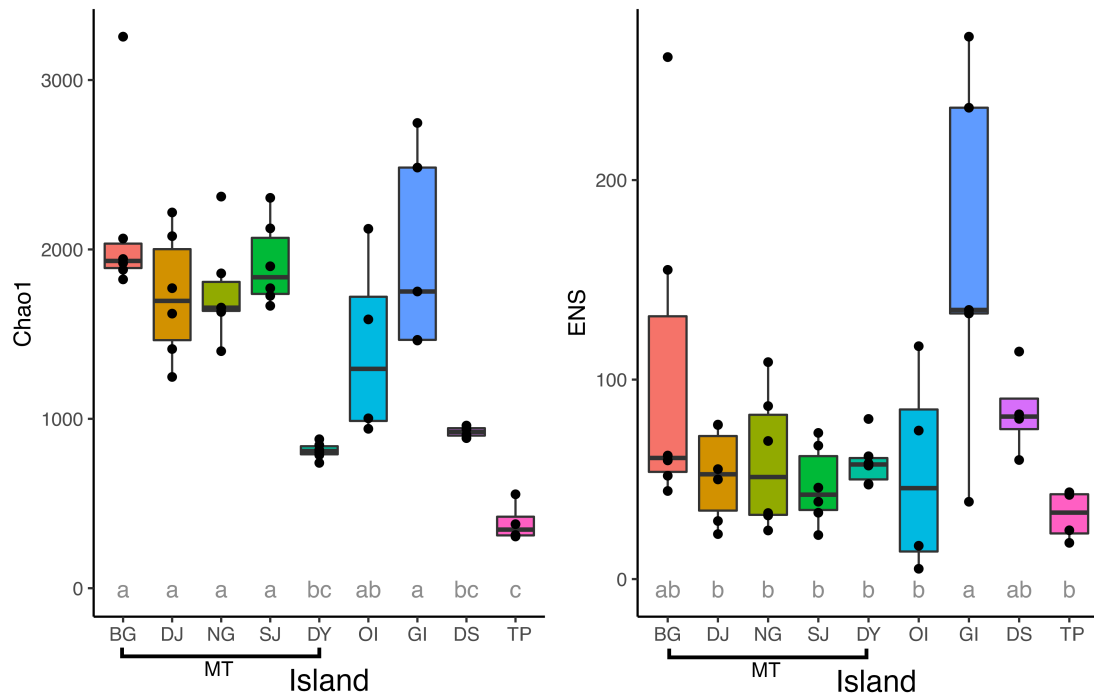 Chao1
3000
2000
1000
0
a a a a bc ab a bc c
BG DJ NG SJ DY OI GI DS TP
MT
Island
ENS
200
100
0
ab b b b b b a ab b
BG DJ NG SJ DY OI GI DS TP
MT
Island